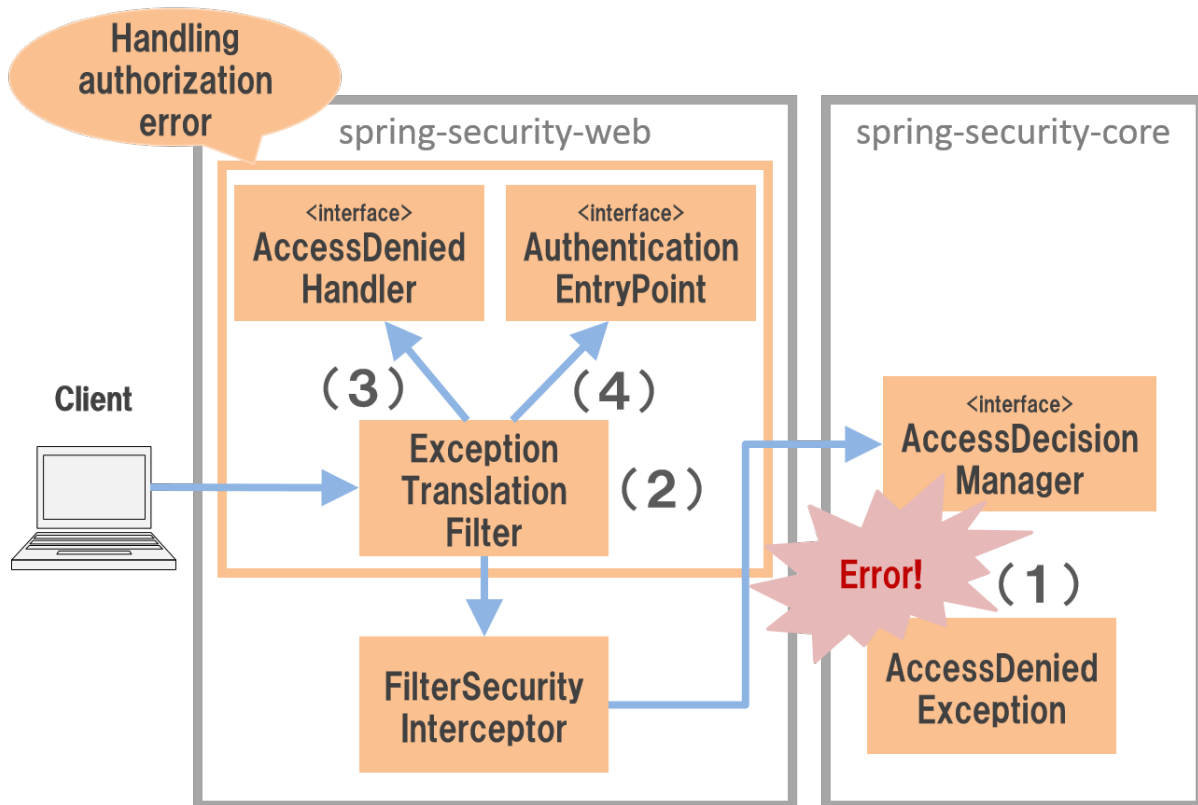 Handling
authorization
error
spring-security-web
spring-security-core
<interface>
AccessDenied
Handler
<interface>
Authentication
EntryPoint
(3)
(4)
Client
Exception
Translation
Filter
(2)
<interface>
AccessDecision
Manager
Error!
(1)
FilterSecurity
Interceptor
AccessDenied
Exception